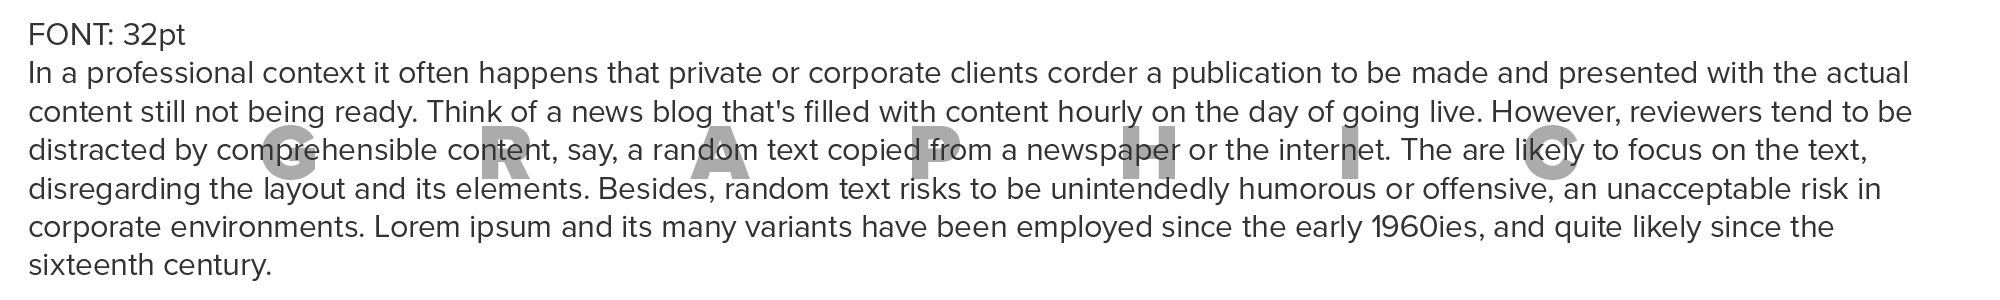 FONT: 32pt
In a professional context it often happens that private or corporate clients corder a publication to be made and presented with the actual
content still not being ready. Think of a news blog that's filled with content hourly on the day of going live. However, reviewers tend to be
distracted by comprehensible content, say, a random text copied from a newspaper or the internet. The are likely to focus on the text,
GRAPHIC
disregarding the layout and its elements. Besides, random text risks to be unintendedly humorous or offensive, an unacceptable risk in
corporate environments. Lorem ipsum and its many variants have been employed since the early 1960ies, and quite likely since the
sixteenth century.